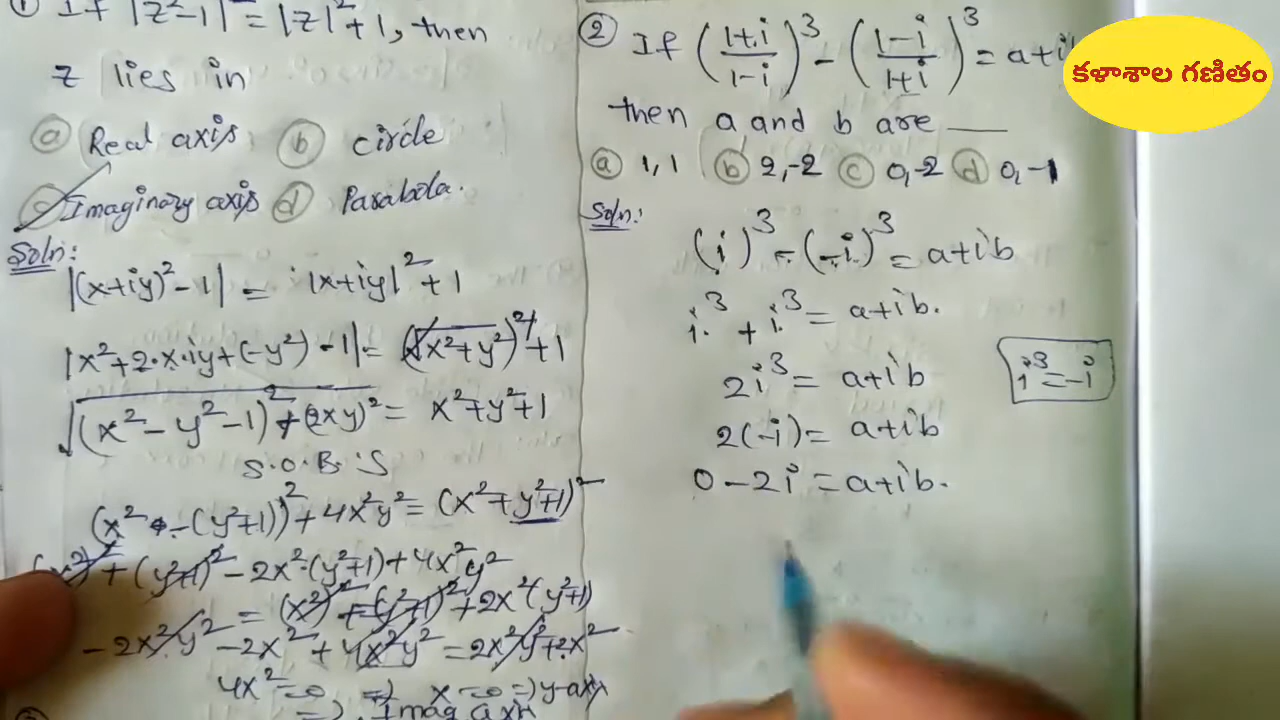 ① If |z²-1| = |z|²+1, then
z lies in
ⓐ Real axis ⓑ circle
ⓒ Imaginary axis ⓓ Parabola.
Soln:
|(x+iy)²-1| = |x+iy|²+1
|x²+2·x·iy+(-y²)-1| = (√x²+y²)²+1
√(x²-y²-1)²+(2xy)² = x²+y²+1
S.O.B.S
(x²-(y²+1))²+4x²y² = (x²+y²+1)²
(x²)²+(y²+1)²-2x²·(y²+1)+4x²y²
= (x²)²+(y²+1)²+2x²(y²+1)
-2x²y²-2x²+4x²y² = 2x²y²+2x²
4x²=0 ⇒ x=0 ⇒ y-axis
⇒ Imag axis
② If (1+i/1-i)³ - (1-i/1+i)³ = a+i
then a and b are ___
ⓐ 1,1 ⓑ 2,-2 ⓒ 0,-2 ⓓ 0,-1
Soln:
(i)³ - (-i)³ = a+ib
i³ + i³ = a+ib.
2i³ = a+ib
i³=-i
2(-i) = a+ib
0-2i = a+ib.
కళాశాల గణితం